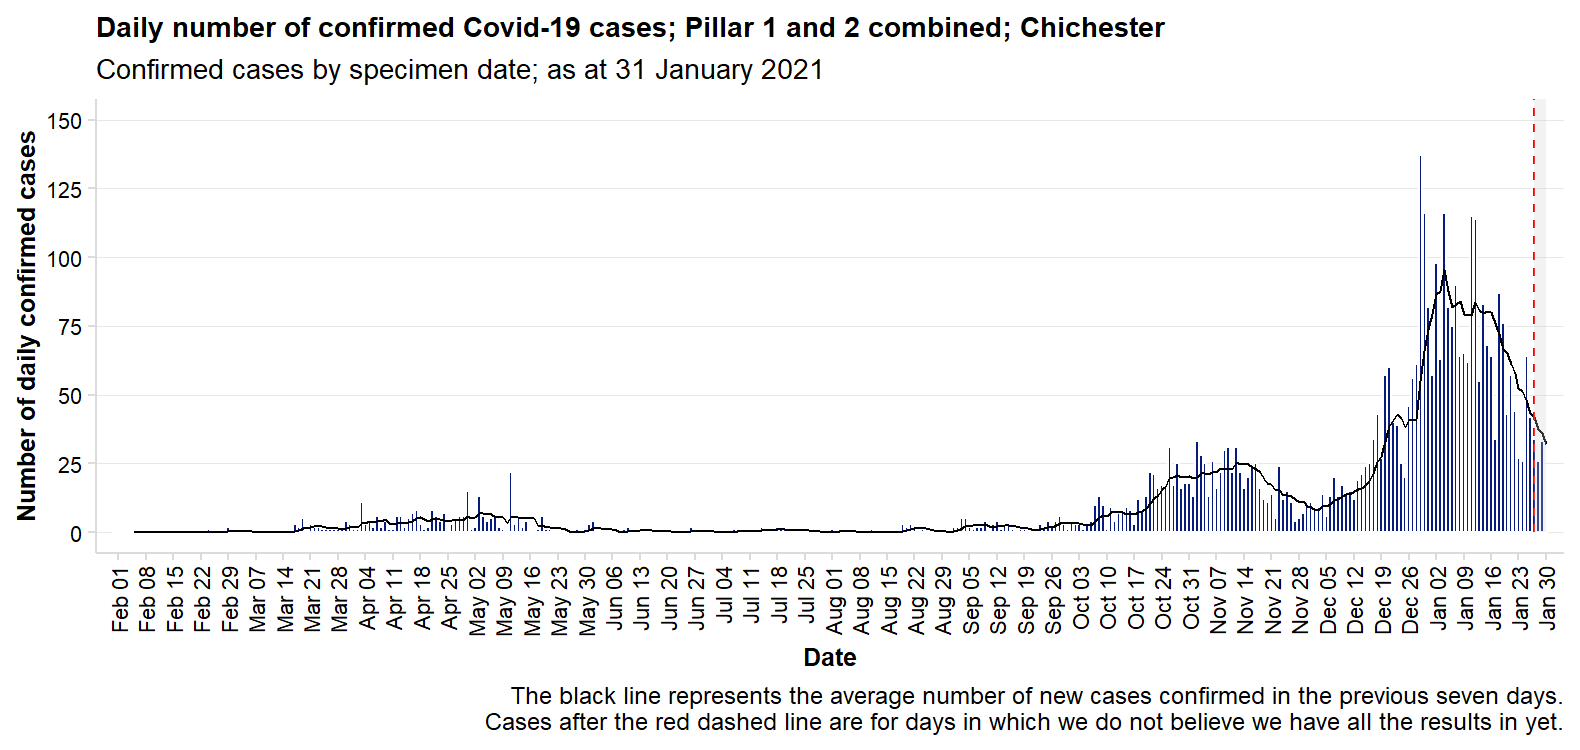 Daily number of confirmed Covid-19 cases; Pillar 1 and 2 combined; Chichester
Confirmed cases by specimen date; as at 31 January 2021
Number of daily confirmed cases
150
125
100
75
50
25
0
Feb 01
Feb 08
Feb 15
Feb 22
Feb 29
Mar 07
Mar 14
Mar 21
Mar 28
Apr 04
Apr 11
Apr 18
Apr 25
May 02
May 09
May 16
May 23
May 30
Jun 06
Jun 13
Jun 20
Jun 27
Jul 04
Jul 11
Jul 18
Jul 25
Aug 01
Aug 08
Aug 15
Aug 22
Aug 29
Sep 05
Sep 12
Sep 19
Sep 26
Oct 03
Oct 10
Oct 17
Oct 24
Oct 31
Nov 07
Nov 14
Nov 21
Nov 28
Dec 05
Dec 12
Dec 19
Dec 26
Jan 02
Jan 09
Jan 16
Jan 23
Jan 30
Date
The black line represents the average number of new cases confirmed in the previous seven days.
Cases after the red dashed line are for days in which we do not believe we have all the results in yet.